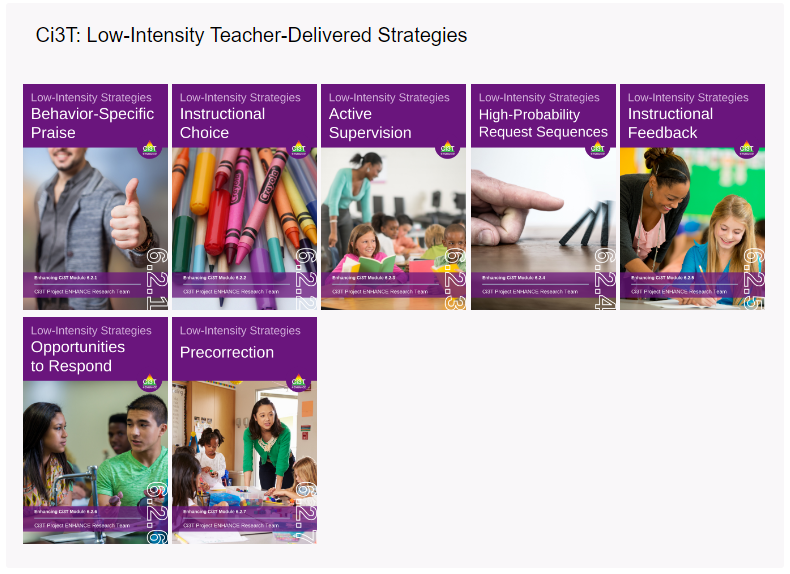 Ci3T: Low-Intensity Teacher-Delivered Strategies
Low-Intensity Strategies
Behavior-Specific
Praise
Ci3T
Enhancing Ci3T Module 6.2.1
Ci3T Project ENHANCE Research Team
6.2.1
Low-Intensity Strategies
Instructional
Choice
Ci3T
Crayola
Enhancing Ci3T Module 6.2.2
Ci3T Project ENHANCE Research Team
6.2.2
Low-Intensity Strategies
Active
Supervision
Ci3T
Enhancing Ci3T Module 6.2.3
Ci3T Project ENHANCE Research Team
6.2.3
Low-Intensity Strategies
High-Probability
Request Sequences
Ci3T
Enhancing Ci3T Module 6.2.4
Ci3T Project ENHANCE Research Team
6.2.4
Low-Intensity Strategies
Instructional
Feedback
Ci3T
Enhancing Ci3T Module 6.2.5
Ci3T Project ENHANCE Research Team
6.2.5
Low-Intensity Strategies
Opportunities
to Respond
Ci3T
Enhancing Ci3T Module 6.2.6
Ci3T Project ENHANCE Research Team
6.2.6
Low-Intensity Strategies
Precorrection
Ci3T
Enhancing Ci3T Module 6.2.7
Ci3T Project ENHANCE Research Team
6.2.7